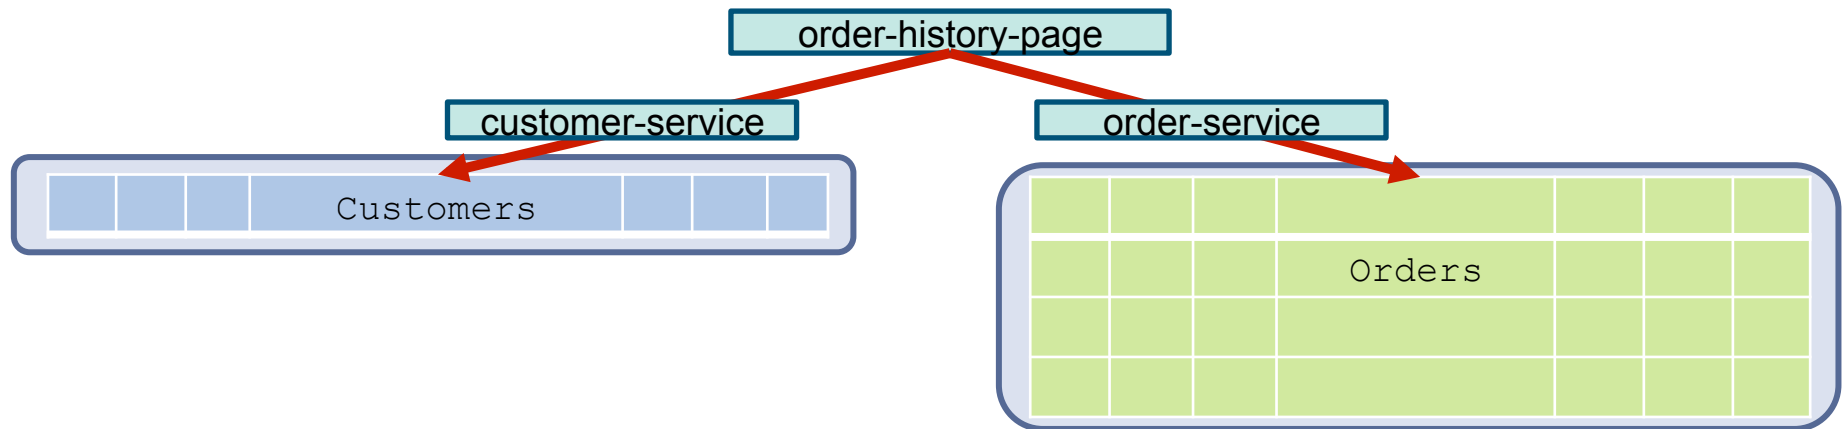 order-history-page
customer-service
order-service
Customers
Orders